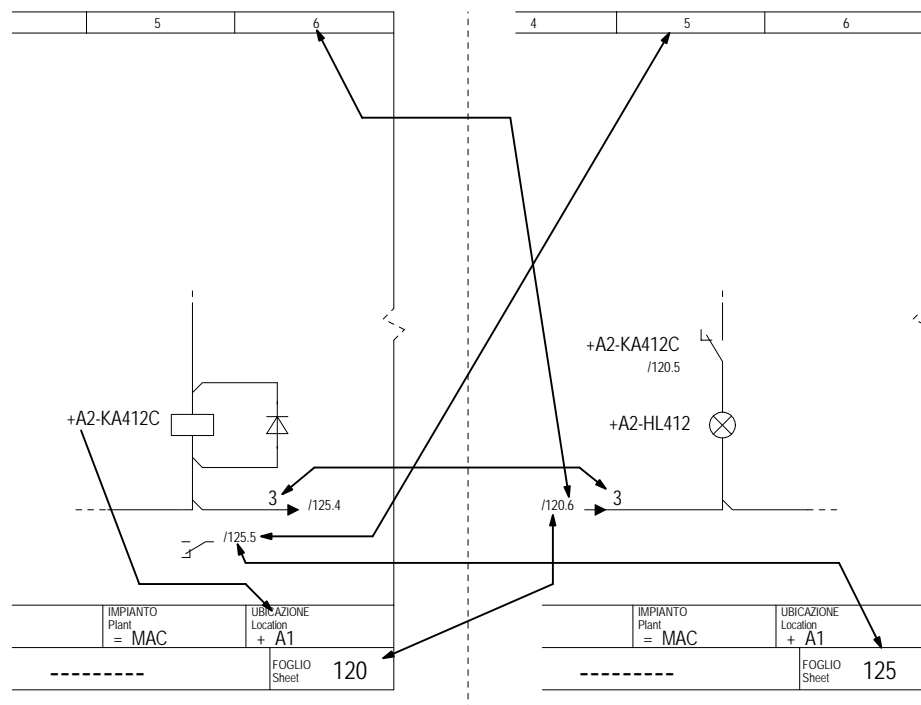 5 6
4 5 6
+A2-KA412C
/120.5
+A2-KA412C
+A2-HL412
3
/125.4
/120.6
3
/125.5
IMPIANTO
Plant
= MAC
UBICAZIONE
Location
+ A1
FOGLIO
Sheet
120
IMPIANTO
Plant
= MAC
UBICAZIONE
Location
+ A1
FOGLIO
Sheet
125